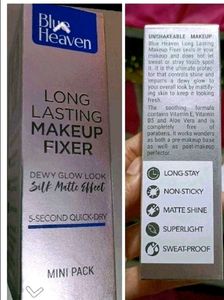 Blue
Heaven
LONG
LASTING
MAKEUP
FIXER
DEWY GLOW LOOK
Silk Matte Effect
5-SECOND QUICK-DRY
MINI PACK
UNSHAKEABLE MAKEUP:
Blue Heaven Long Lasting
Makeup Fixer seals in your
makeup and does not let
sweat or stray touch spoil
it. It is the ultimate protec-
tor that controls shine and
imparts a dewy glow to
your overall look by mattify-
ing skin to keep it looking
fresh.
The soothing formula
contains Vitamin E, Vitamin
B5 and Aloe Vera and is
completely free of
parabens. It works wonders
as both a pre-makeup base
as well as post-makeup
perfector.
LONG STAY
NON-STICKY
MATTE SHINE
SUPERLIGHT
SWEAT-PROOF